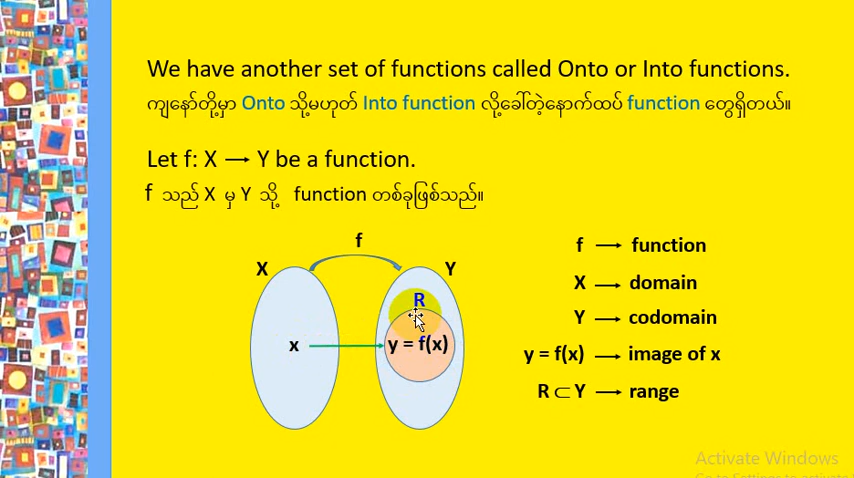 We have another set of functions called Onto or Into functions.
ကျနော်တို့မှာ Onto သို့မဟုတ် Into function လို့ခေါ်တဲ့နောက်ထပ် function တွေရှိတယ်။
Let f: X ⟶ Y be a function.
f သည် X မှ Y သို့ function တစ်ခုဖြစ်သည်။
f
X
Y
R
x
y = f(x)
f ⟶ function
X ⟶ domain
Y ⟶ codomain
y = f(x) ⟶ image of x
R ⊂ Y ⟶ range
Activate Windows